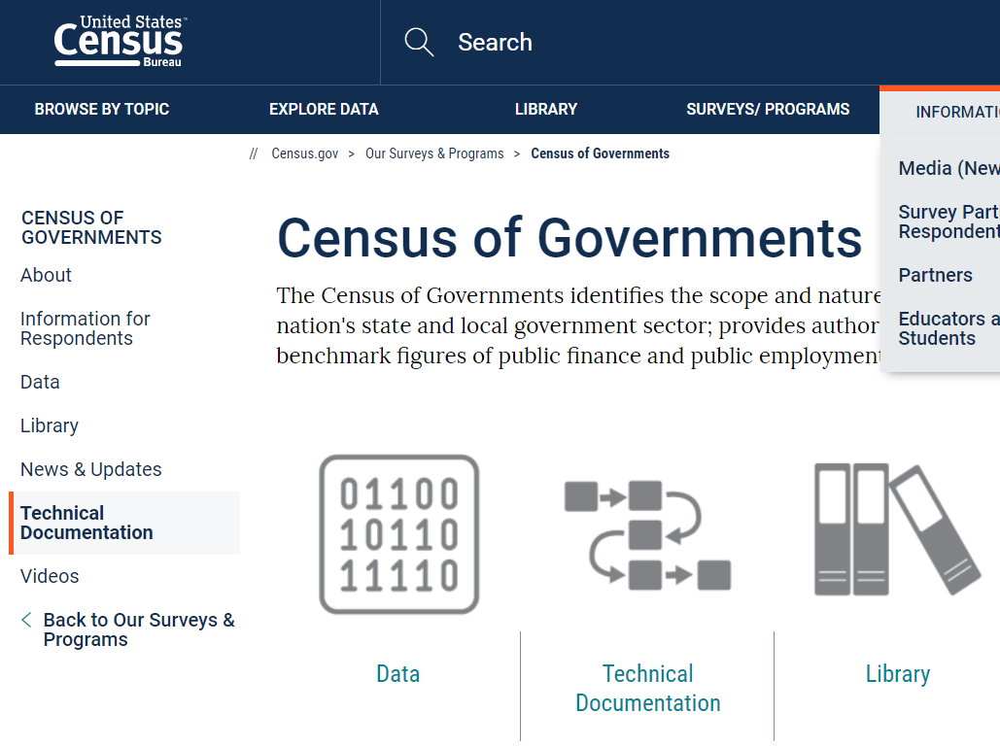 United States™
Census
Bureau
Search
BROWSE BY TOPIC
EXPLORE DATA
LIBRARY
SURVEYS/ PROGRAMS
INFORMATI
// Census.gov > Our Surveys & Programs > Census of Governments
Media (New
Survey Parti
Respondent
Partners
Educators a
Students
CENSUS OF
GOVERNMENTS
About
Information for
Respondents
Data
Library
News & Updates
Technical
Documentation
Videos
Back to Our Surveys &
Programs
Census of Governments
The Census of Governments identifies the scope and nature
nation's state and local government sector; provides author
benchmark figures of public finance and public employment
01100
10110
11110
Data
Technical
Documentation
Library